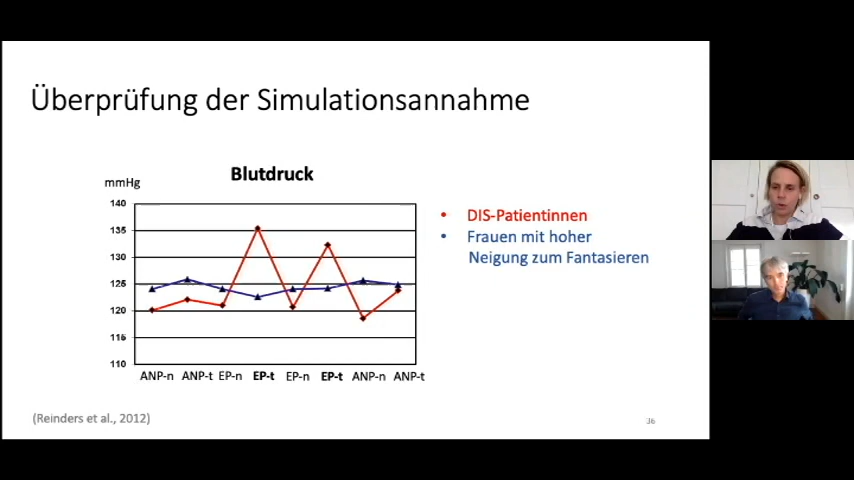 Überprüfung der Simulationsannahme
Blutdruck
mmHg
140
135
130
125
120
115
110
ANP-n ANP-t EP-n EP-t EP-n EP-t ANP-n ANP-t
• DIS-Patientinnen
• Frauen mit hoher
Neigung zum Fantasieren
(Reinders et al., 2012)
36